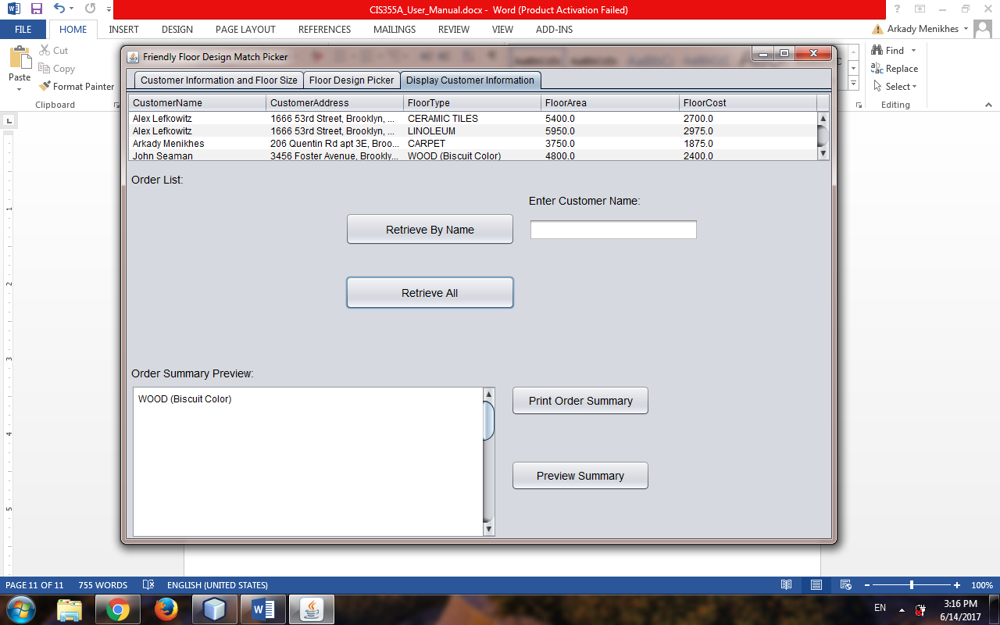 CIS355A_User_Manual.docx - Word (Product Activation Failed)
FILE HOME INSERT DESIGN PAGE LAYOUT REFERENCES MAILINGS REVIEW VIEW ADD-INS Arkady Menikhes
Paste Cut Copy Format Painter
Clipboard
Find
Replace
Select
Editing
Friendly Floor Design Match Picker
Customer Information and Floor Size Floor Design Picker Display Customer Information
CustomerName CustomerAddress FloorType FloorArea FloorCost
Alex Lefkowitz 1666 53rd Street, Brooklyn, ... CERAMIC TILES 5400.0 2700.0
Alex Lefkowitz 1666 53rd Street, Brooklyn, ... LINOLEUM 5950.0 2975.0
Arkady Menikhes 206 Quentin Rd apt 3E, Broo... CARPET 3750.0 1875.0
John Seaman 3456 Foster Avenue, Brookly... WOOD (Biscuit Color) 4800.0 2400.0
Order List:
Enter Customer Name:
Retrieve By Name
Retrieve All
Order Summary Preview:
WOOD (Biscuit Color)
Print Order Summary
Preview Summary
1
2
3
4
5
PAGE 11 OF 11 755 WORDS ENGLISH (UNITED STATES) 100%
EN 3:16 PM
6/14/2017